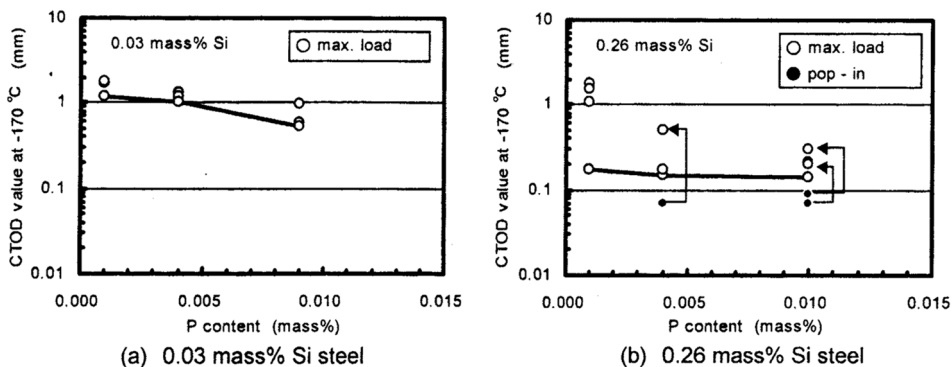 10
1
0.1
0.01
CTOD value at -170 °C (mm)
0.03 mass% Si
max. load
0.000
0.005
0.010
0.015
P content (mass%)
(a) 0.03 mass% Si steel
10
1
0.1
0.01
CTOD value at -170 °C (mm)
0.26 mass% Si
max. load
pop - in
0.000
0.005
0.010
0.015
P content (mass%)
(b) 0.26 mass% Si steel